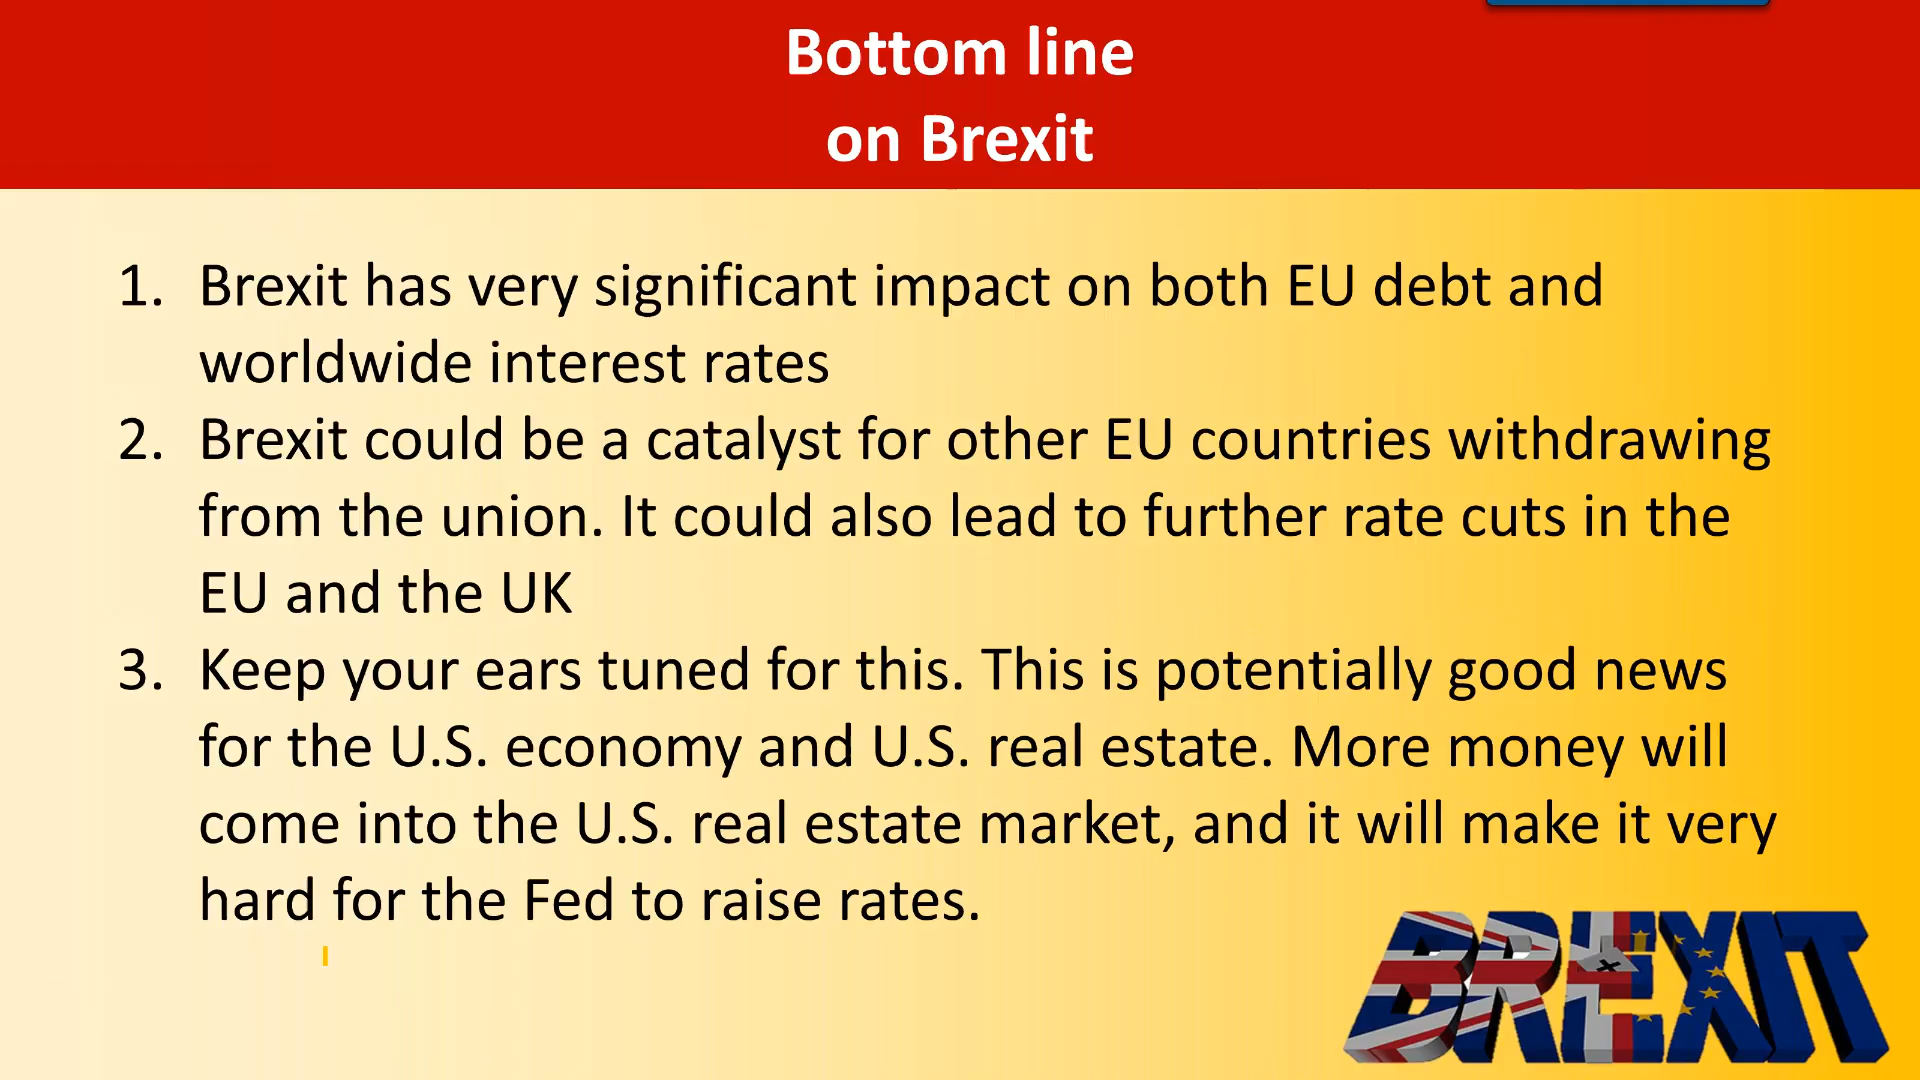 Bottom line
on Brexit
1. Brexit has very significant impact on both EU debt and
worldwide interest rates
2. Brexit could be a catalyst for other EU countries withdrawing
from the union. It could also lead to further rate cuts in the
EU and the UK
3. Keep your ears tuned for this. This is potentially good news
for the U.S. economy and U.S. real estate. More money will
come into the U.S. real estate market, and it will make it very
hard for the Fed to raise rates.
BREXIT